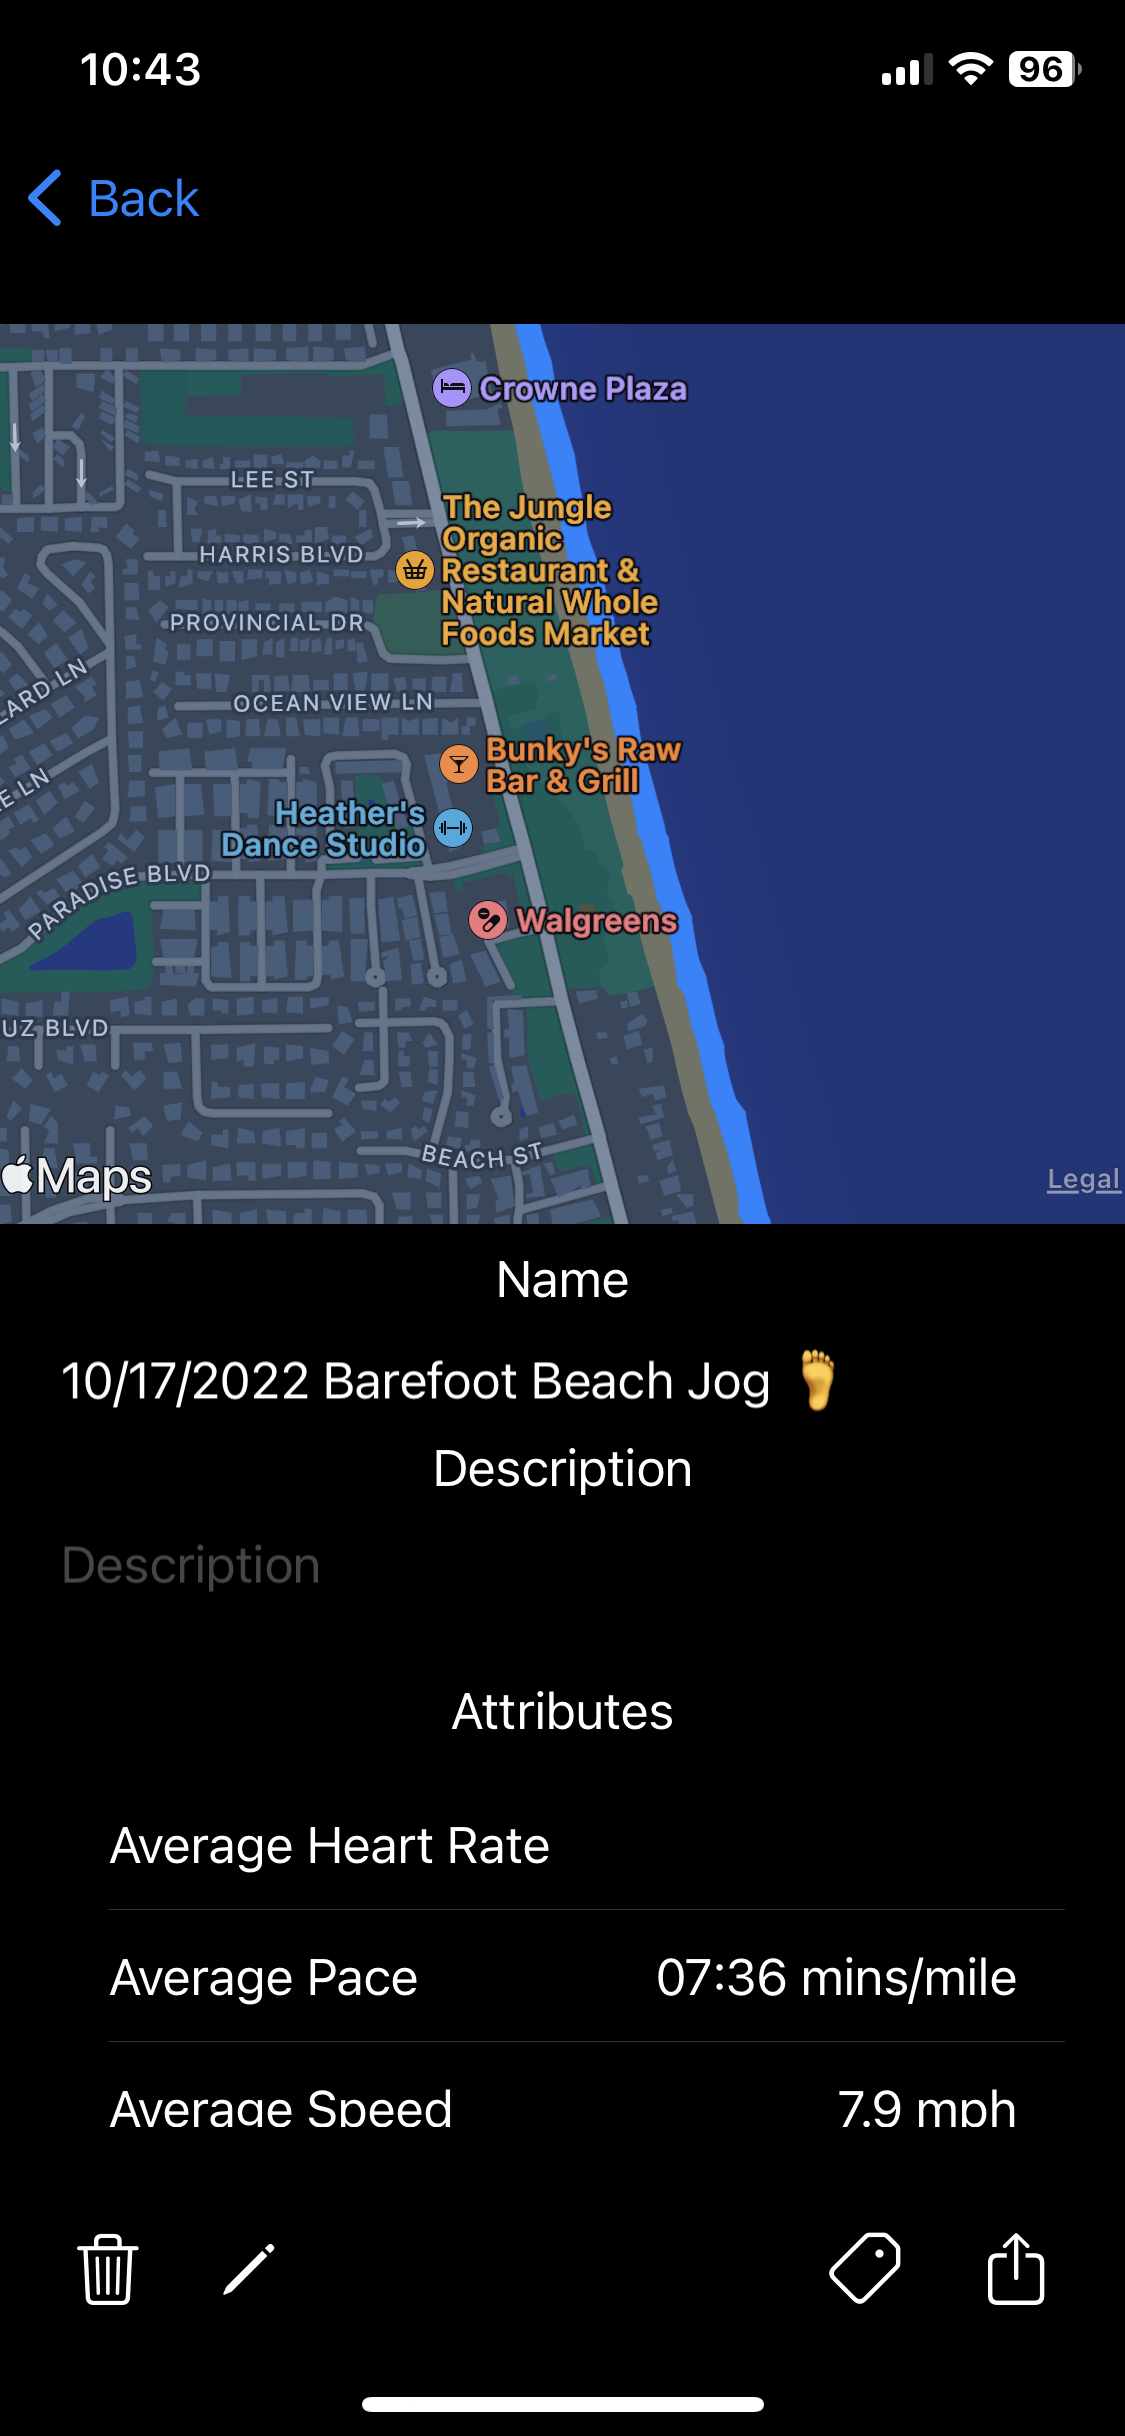 10:43
96
Back
Crowne Plaza
LEE ST
The Jungle
Organic
Restaurant &
Natural Whole
Foods Market
HARRIS BLVD
PROVINCIAL DR
LARD LN
OCEAN VIEW LN
E LN
Bunky's Raw
Bar & Grill
Heather's
Dance Studio
PARADISE BLVD
Walgreens
UZ BLVD
BEACH ST
Maps
Legal
Name
10/17/2022 Barefoot Beach Jog 🦶
Description
Description
Attributes
Average Heart Rate
Average Pace 07:36 mins/mile
Average Speed 7.9 mph